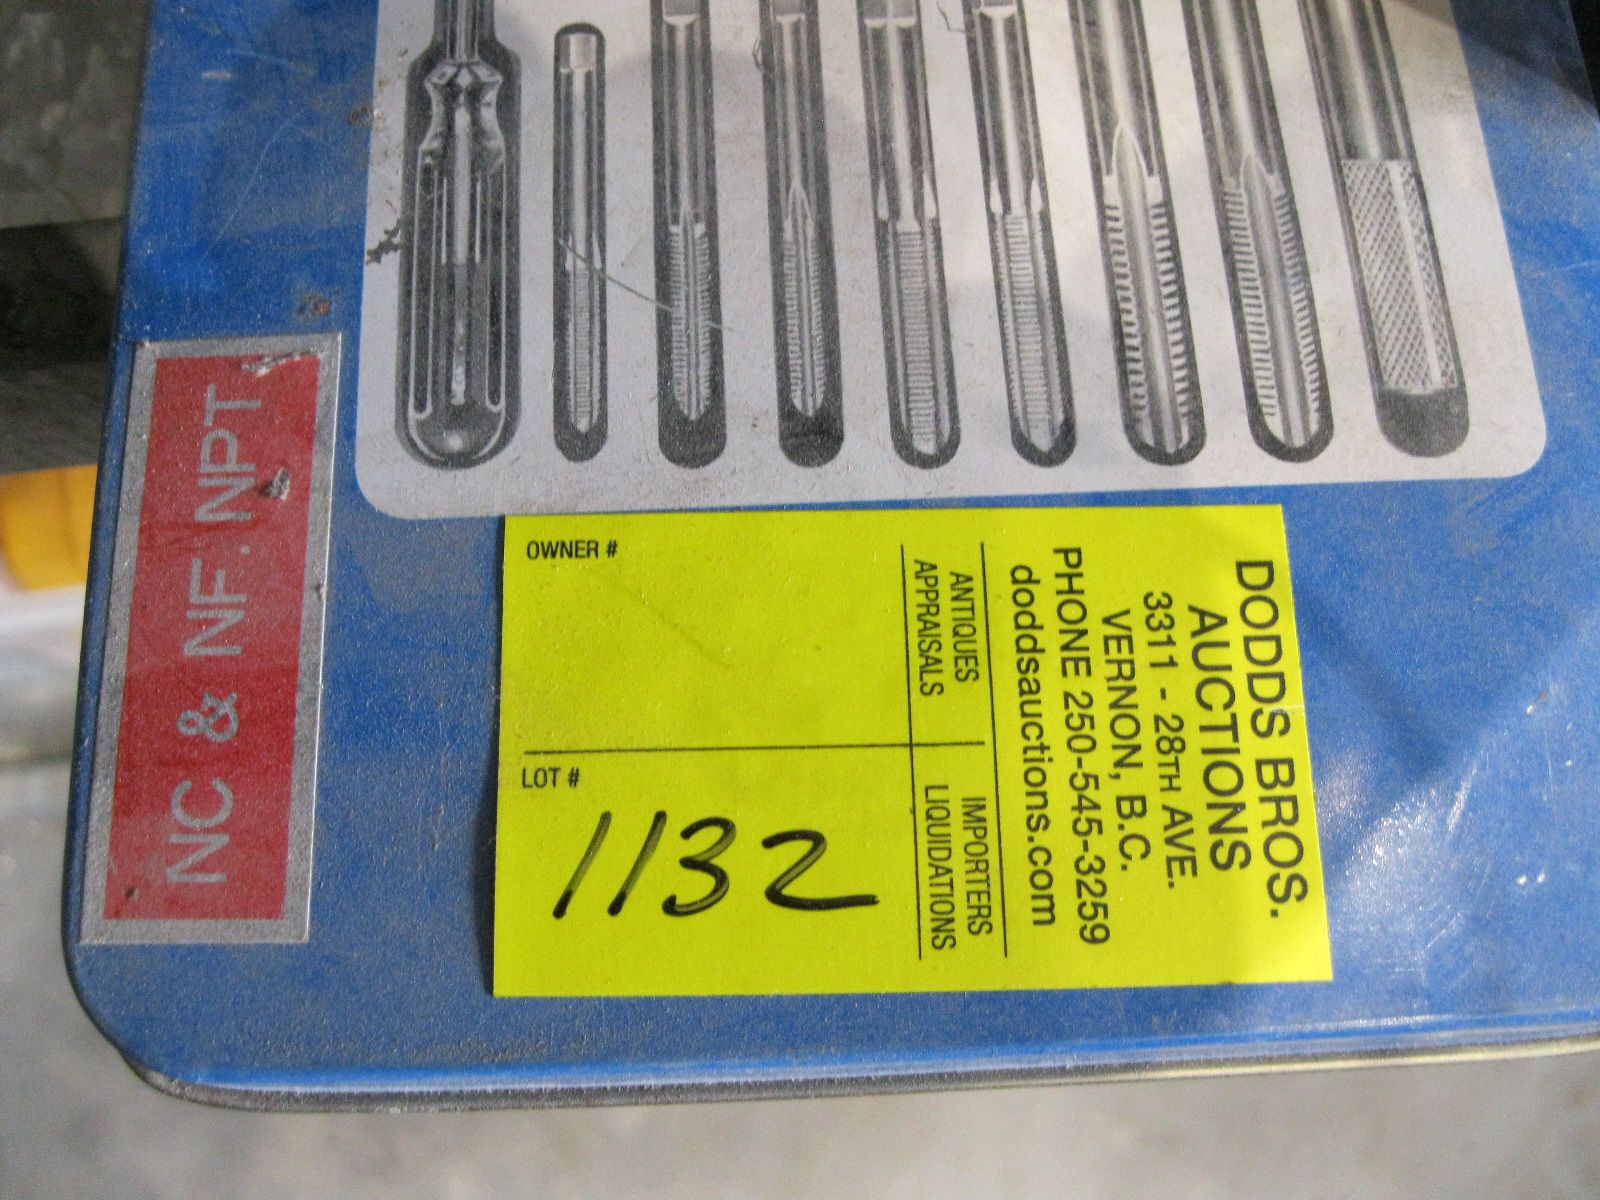 NC & NF. NPT
DODDS BROS.
AUCTIONS
3311 - 28TH AVE.
VERNON, B.C.
PHONE 250-545-3259
doddsauctions.com
ANTIQUES
APPRAISALS
IMPORTERS
LIQUIDATIONS
OWNER #
LOT #
1132